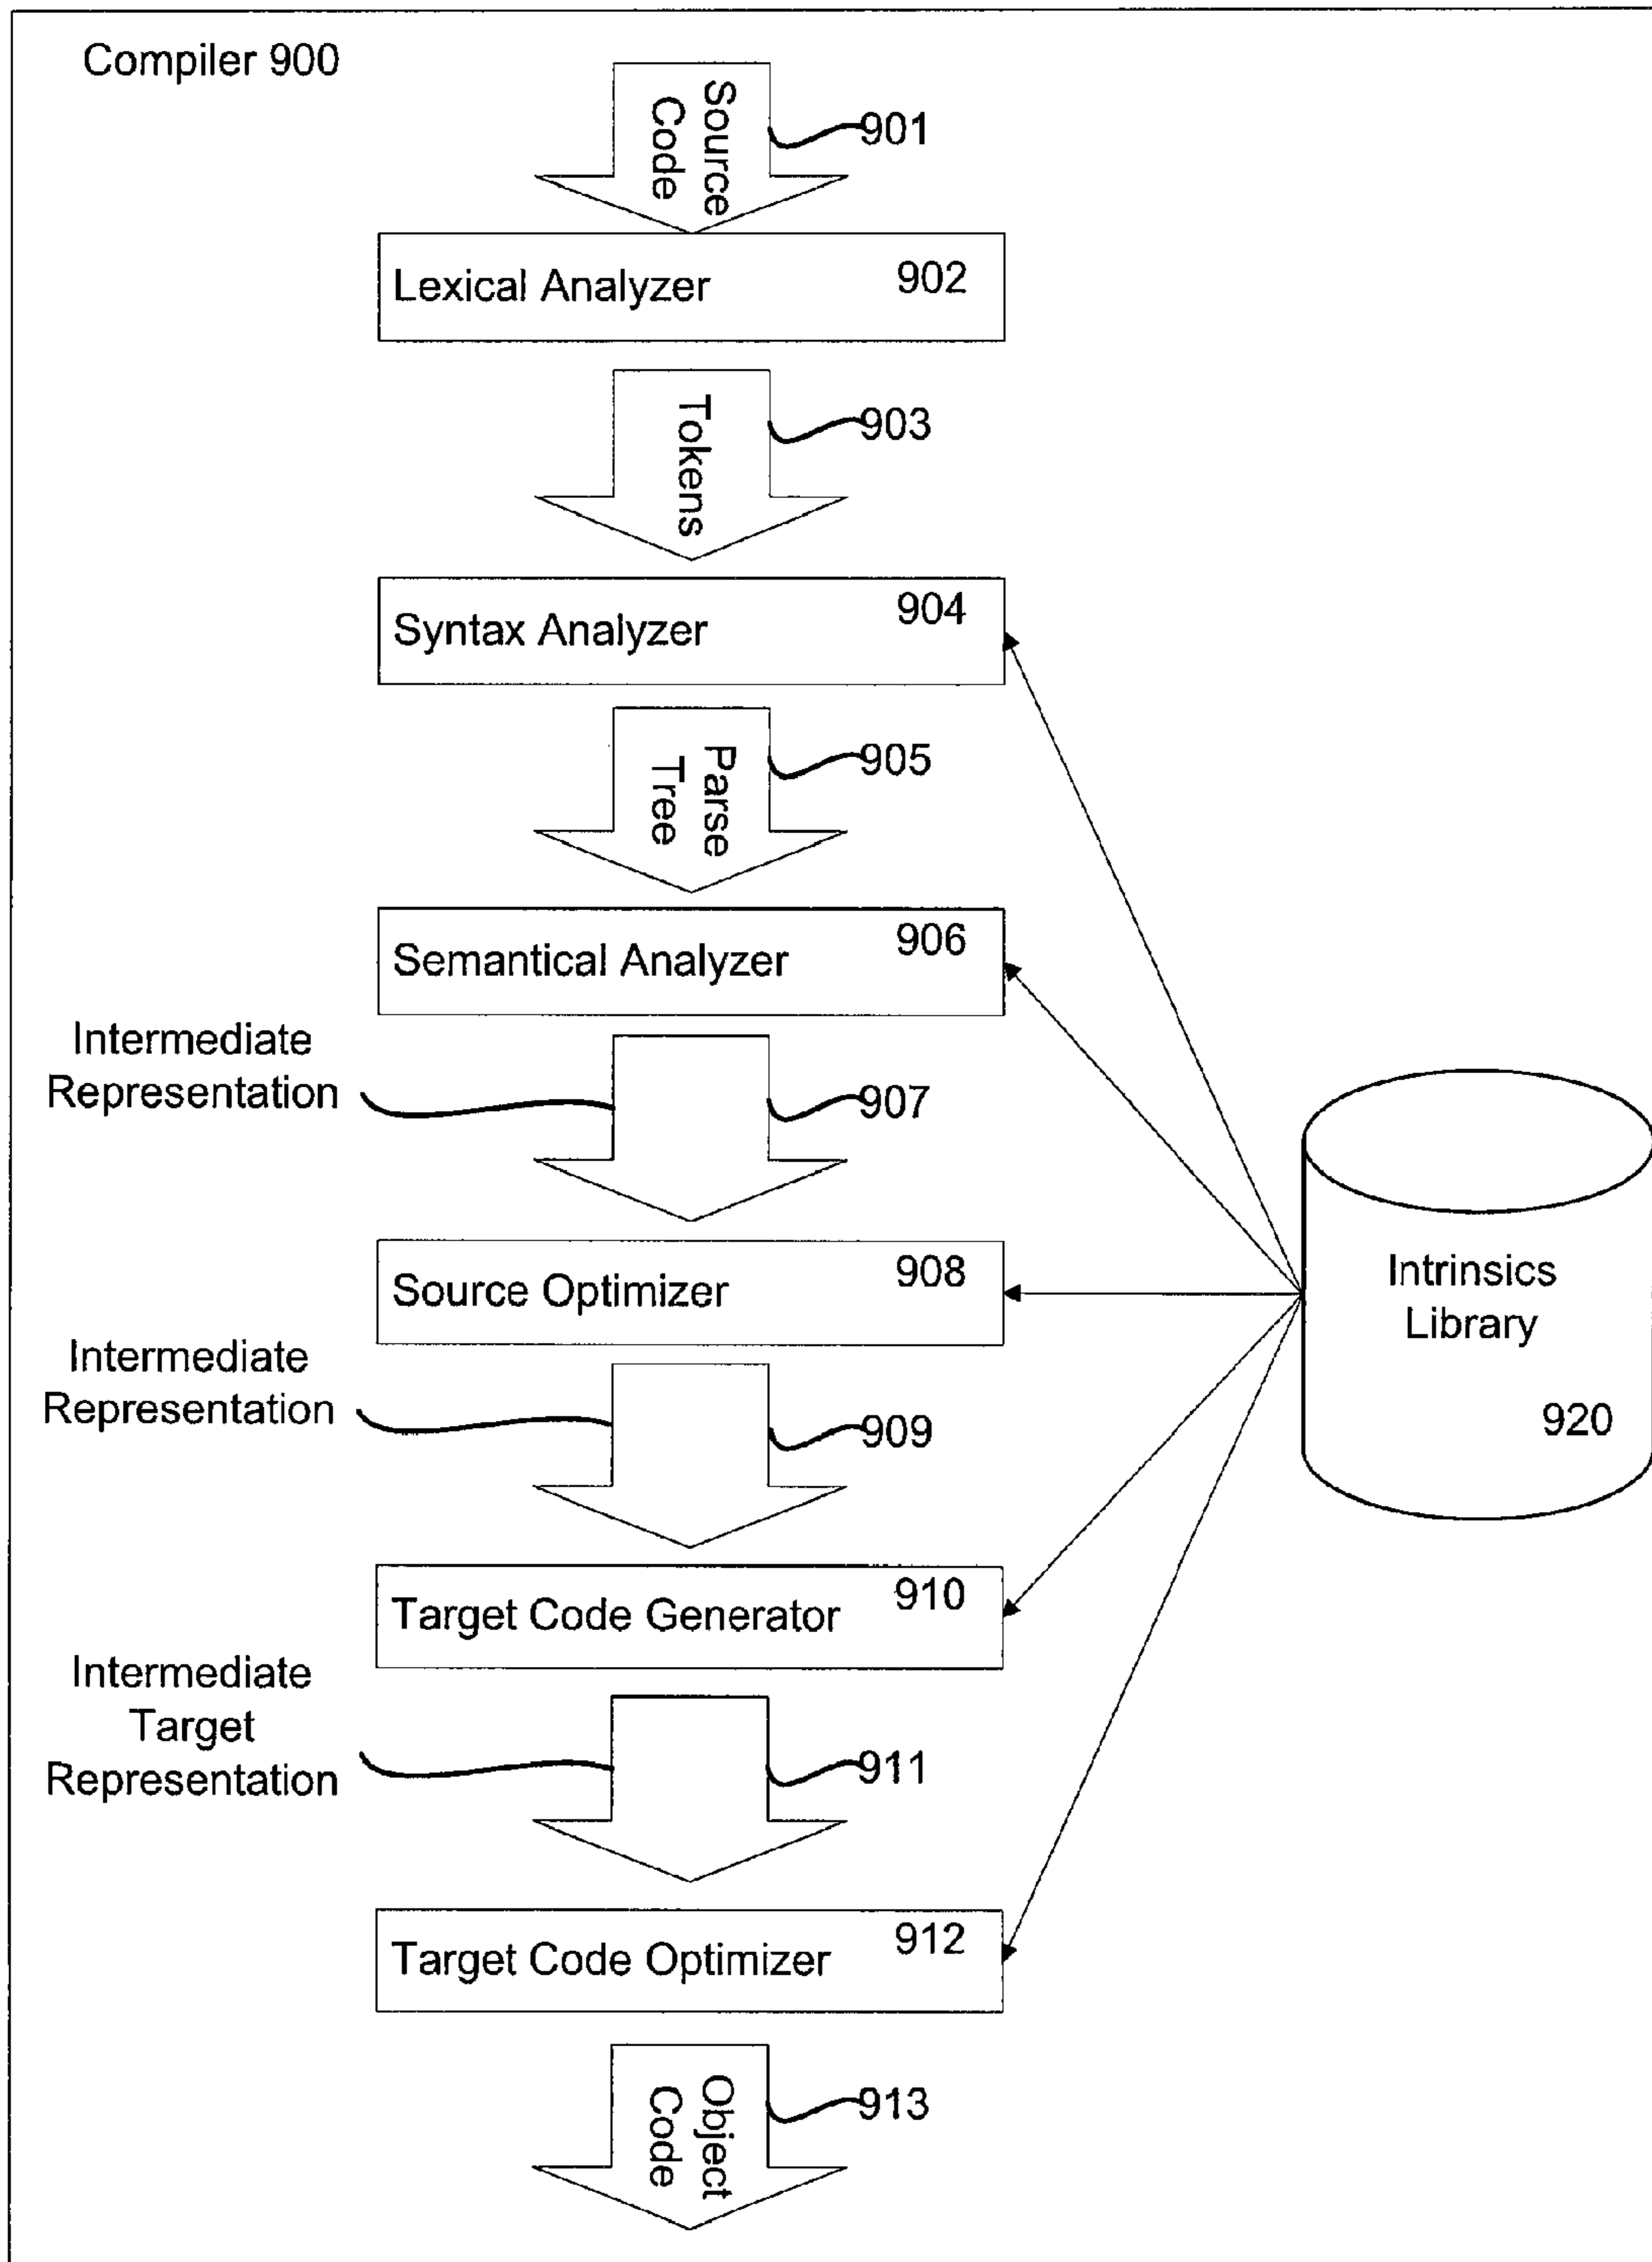 Compiler 900
Source
Code
901
Lexical Analyzer 902
Tokens
903
Syntax Analyzer 904
Parse
Tree
905
Semantical Analyzer 906
Intermediate
Representation
907
Source Optimizer 908
Intrinsics
Library
920
Intermediate
Representation
909
Target Code Generator 910
Intermediate
Target
Representation
911
Target Code Optimizer 912
Object
Code
913